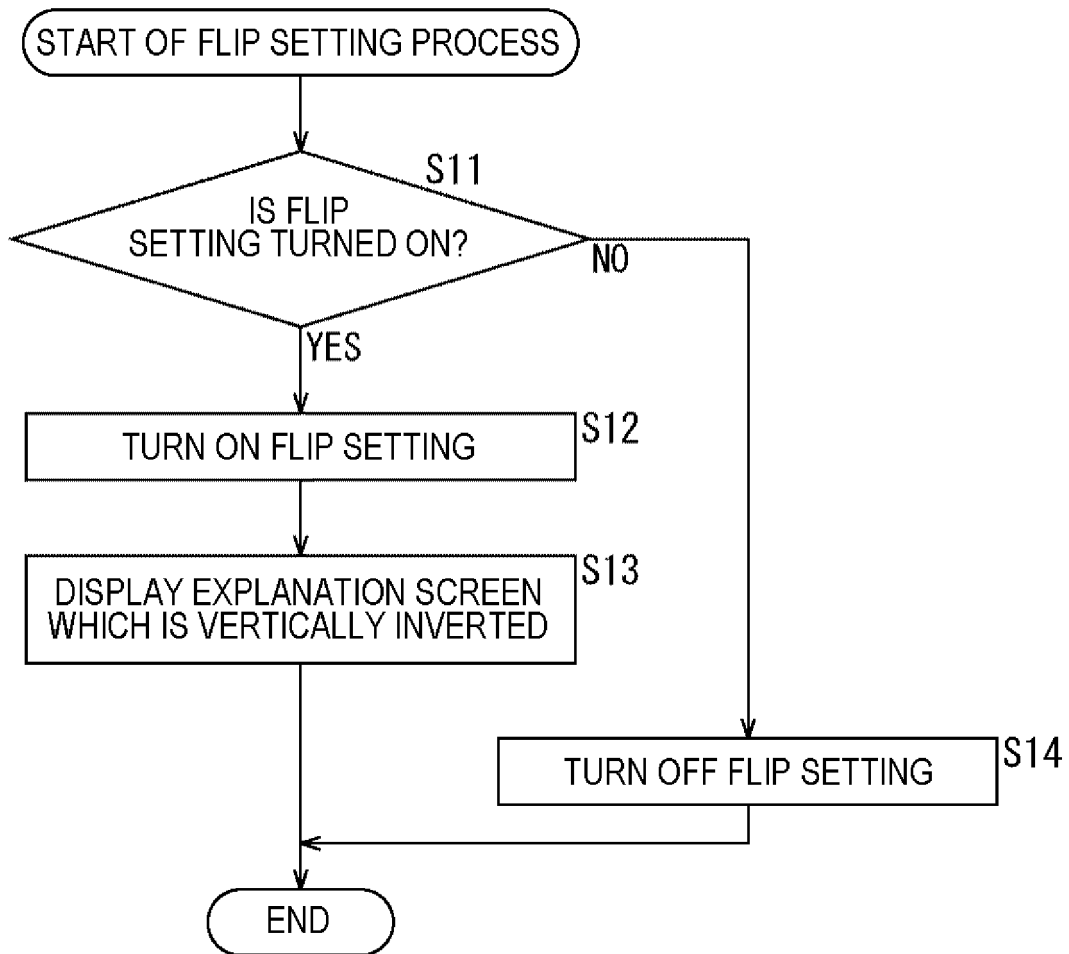 START OF FLIP SETTING PROCESS
S11
IS FLIP
SETTING TURNED ON?
NO
YES
TURN ON FLIP SETTING
S12
DISPLAY EXPLANATION SCREEN
WHICH IS VERTICALLY INVERTED
S13
TURN OFF FLIP SETTING
S14
END